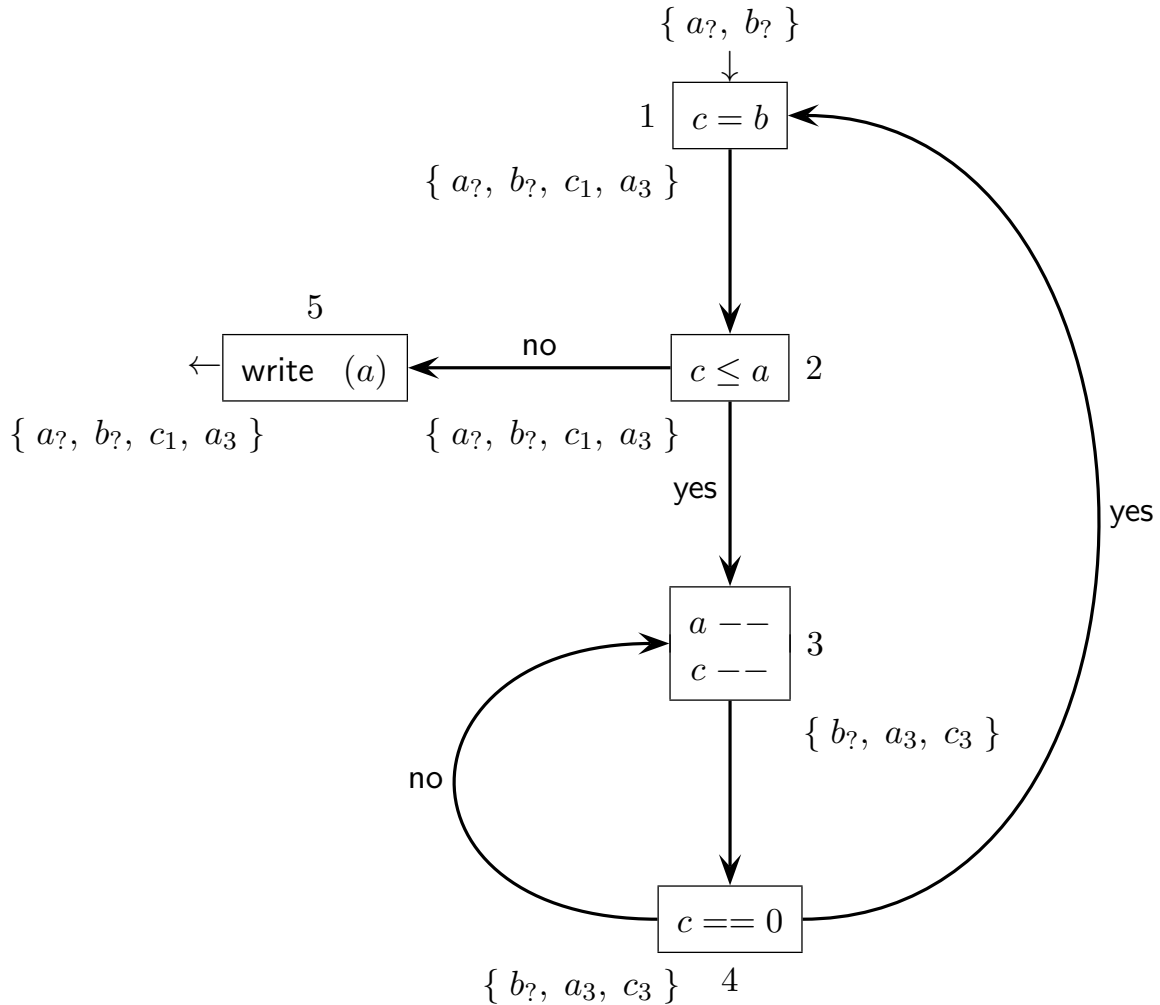 { a?, b? }
↓
1 c = b
{ a?, b?, c₁, a₃ }
5
← write (a)
no
c ≤ a 2
{ a?, b?, c₁, a₃ }
{ a?, b?, c₁, a₃ }
yes
yes
a −−
c −−
3
{ b?, a₃, c₃ }
no
c == 0
{ b?, a₃, c₃ } 4